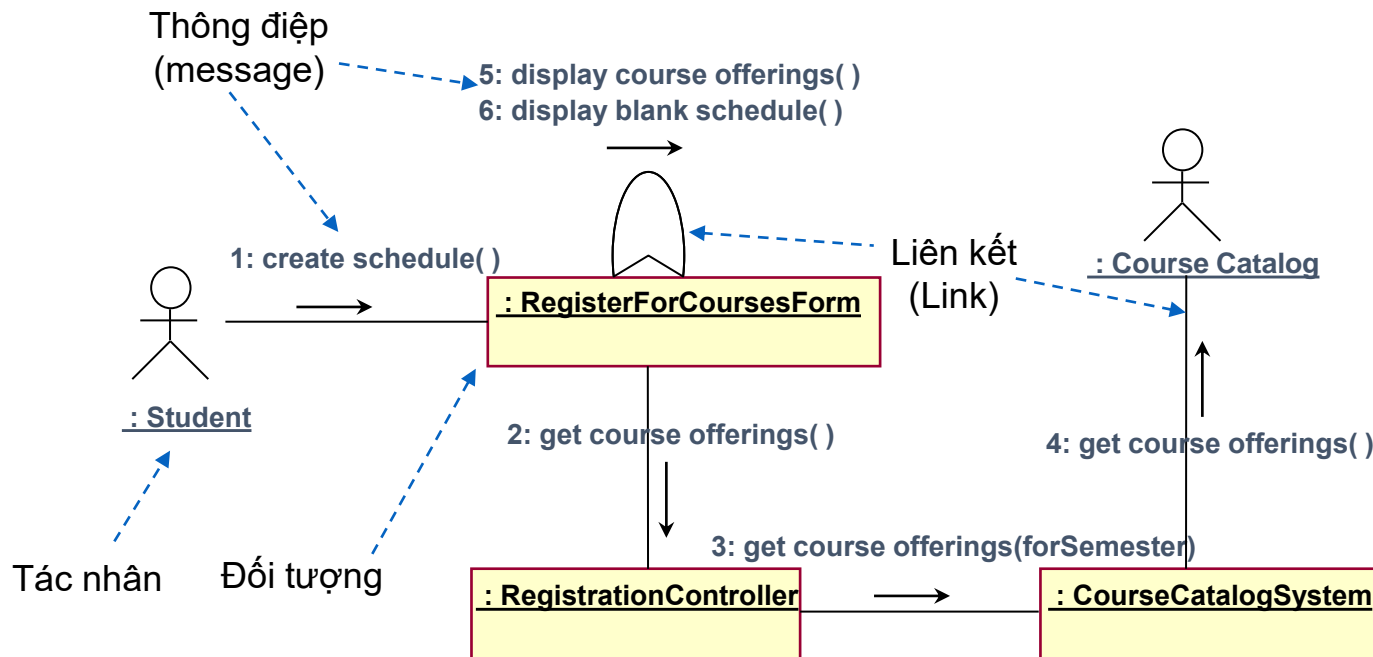 Thông điệp
(message)
5: display course offerings( )
6: display blank schedule( )
1: create schedule( )
Liên kết
(Link)
: Course Catalog
: RegisterForCoursesForm
: Student
2: get course offerings( )
4: get course offerings( )
3: get course offerings(forSemester)
Tác nhân
Đối tượng
: RegistrationController
: CourseCatalogSystem